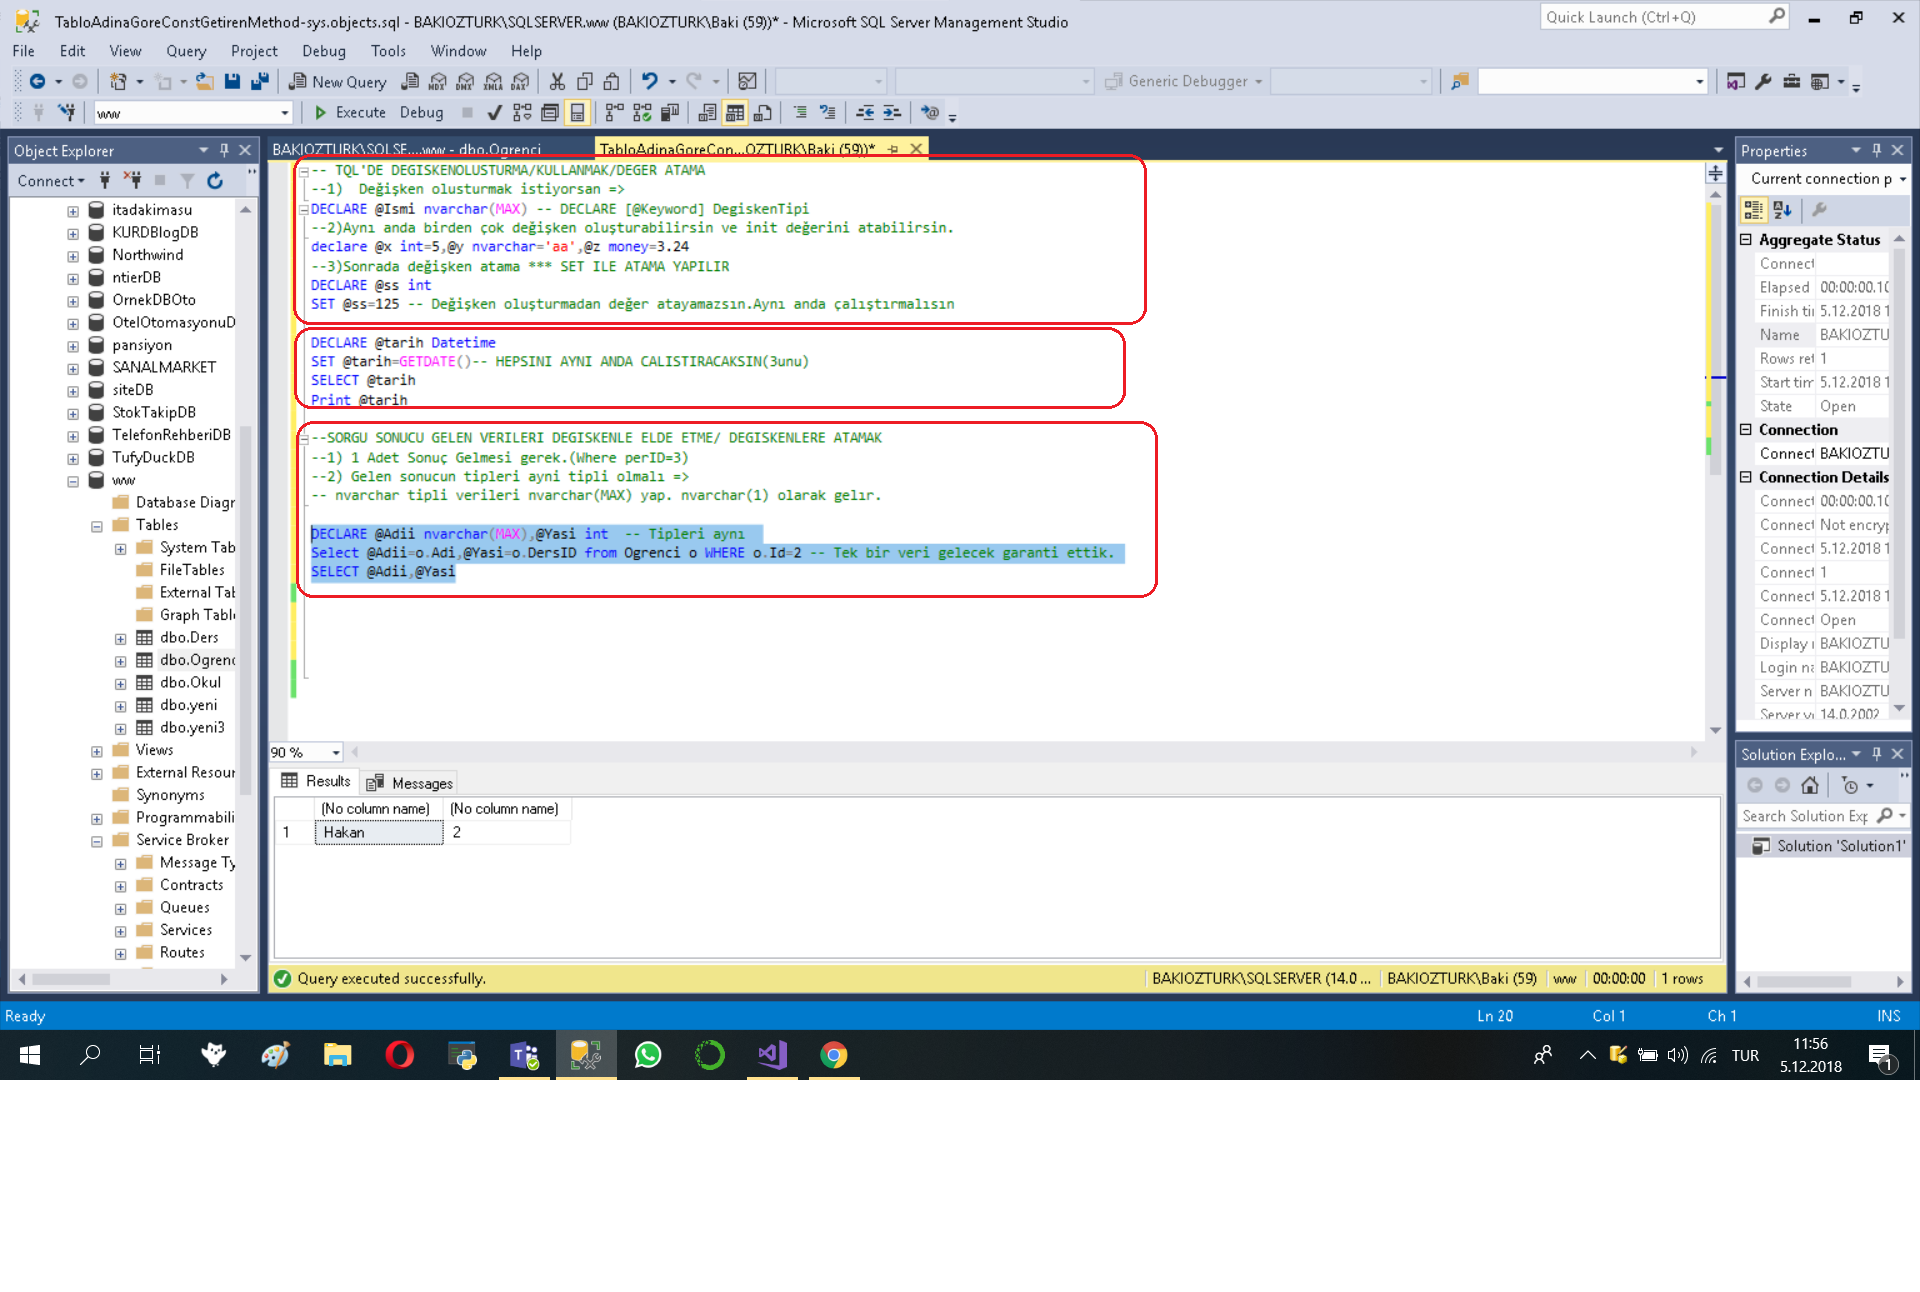 TabloAdinaGoreConstGetirenMethod-sys.objects.sql - BAKIOZTURK\SQLSERVER.ww (BAKIOZTURK\Baki (59))* - Microsoft SQL Server Management Studio
Quick Launch (Ctrl+Q)
File Edit View Query Project Debug Tools Window Help
New Query
Generic Debugger
ww
Execute Debug
Object Explorer
Connect
itadakimasu
KURDBlogDB
Northwind
ntierDB
OrnekDBOto
OtelOtomasyonuD
pansiyon
SANALMARKET
siteDB
StokTakipDB
TelefonRehberiDB
TufyDuckDB
ww
Database Diagr
Tables
System Tab
FileTables
External Tab
Graph Table
dbo.Ders
dbo.Ogrenc
dbo.Okul
dbo.yeni
dbo.yeni3
Views
External Resour
Synonyms
Programmabili
Service Broker
Message Ty
Contracts
Queues
Services
Routes
BAKIOZTURK\SQLSE....ww - dbo.Ogrenci
TabloAdinaGoreCon...OZTURK\Baki (59))*
-- TQL'DE DEGISKENOLUSTURMA/KULLANMAK/DEGER ATAMA
--1)  Değişken olusturmak istiyorsan =>
DECLARE @Ismi nvarchar(MAX) -- DECLARE [@Keyword] DegiskenTipi
--2)Aynı anda birden çok değişken oluşturabilirsin ve init değerini atabilirsin.
declare @x int=5,@y nvarchar='aa',@z money=3.24
--3)Sonrada değişken atama *** SET ILE ATAMA YAPILIR
DECLARE @ss int
SET @ss=125 -- Değişken oluşturmadan değer atayamazsın.Aynı anda çalıştırmalısın
DECLARE @tarih Datetime
SET @tarih=GETDATE()-- HEPSINI AYNI ANDA CALISTIRACAKSIN(3unu)
SELECT @tarih
Print @tarih
--SORGU SONUCU GELEN VERILERI DEGISKENLE ELDE ETME/ DEGISKENLERE ATAMAK
--1) 1 Adet Sonuç Gelmesi gerek.(Where perID=3)
--2) Gelen sonucun tipleri ayni tipli olmalı =>
-- nvarchar tipli verileri nvarchar(MAX) yap. nvarchar(1) olarak gelır.
DECLARE @Adii nvarchar(MAX),@Yasi int  -- Tipleri aynı
Select @Adii=o.Adi,@Yasi=o.DersID from Ogrenci o WHERE o.Id=2 -- Tek bir veri gelecek garanti ettik.
SELECT @Adii,@Yasi
90 %
Results Messages
(No column name) (No column name)
1 Hakan 2
Query executed successfully.
BAKIOZTURK\SQLSERVER (14.0 ... BAKIOZTURK\Baki (59) ww 00:00:00 1 rows
Properties
Current connection p
Aggregate Status
Connect
Elapsed 00:00:00.10
Finish ti 5.12.2018 1
Name BAKIOZTU
Rows ret 1
Start tim 5.12.2018 1
State Open
Connection
Connect BAKIOZTU
Connection Details
Connect 00:00:00.10
Connect Not encryp
Connect 5.12.2018 1
Connect 1
Connect 5.12.2018 1
Connect Open
Display n BAKIOZTU
Login na BAKIOZTU
Server n BAKIOZTU
Server ve 14.0.2002
Solution Explo...
Search Solution Exp
Solution 'Solution1'
Ready
Ln 20 Col 1 Ch 1 INS
TUR
11:56
5.12.2018
1